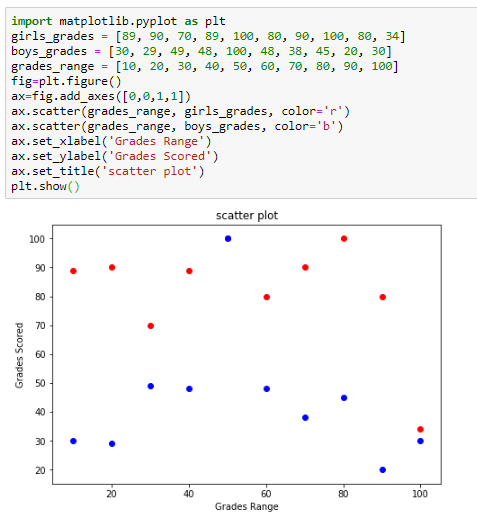 import matplotlib.pyplot as plt
girls_grades = [89, 90, 70, 89, 100, 80, 90, 100, 80, 34]
boys_grades = [30, 29, 49, 48, 100, 48, 38, 45, 20, 30]
grades_range = [10, 20, 30, 40, 50, 60, 70, 80, 90, 100]
fig=plt.figure()
ax=fig.add_axes([0,0,1,1])
ax.scatter(grades_range, girls_grades, color='r')
ax.scatter(grades_range, boys_grades, color='b')
ax.set_xlabel('Grades Range')
ax.set_ylabel('Grades Scored')
ax.set_title('scatter plot')
plt.show()
scatter plot
100
90
80
70
60
50
40
30
20
Grades Scored
20 40 60 80 100
Grades Range